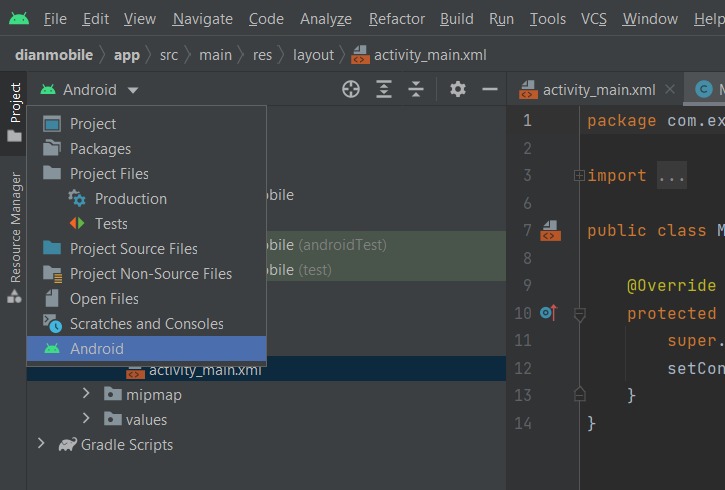 File Edit View Navigate Code Analyze Refactor Build Run Tools VCS Window Help
dianmobile app src main res layout activity_main.xml
Project
Resource Manager
Android
Project
Packages
Project Files
Production
Tests
Project Source Files
Project Non-Source Files
Open Files
Scratches and Consoles
Android
(androidTest)
(test)
activity_main.xml
mipmap
values
Gradle Scripts
activity_main.xml
1 package com.ex
2
3 import ...
6
7 public class M
8
9 @Override
10 protected
11 super.
12 setCon
13 }
14 }